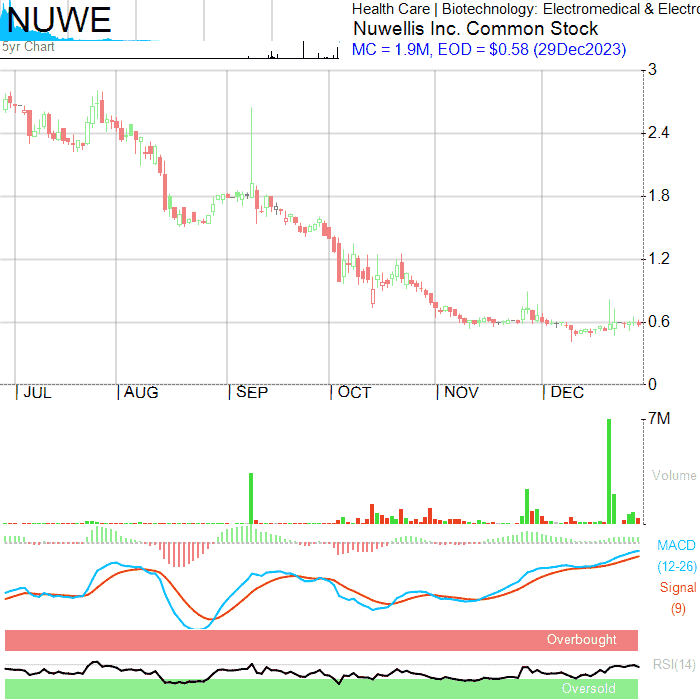 NUWE
Health Care | Biotechnology: Electromedical & Electro
Nuwellis Inc. Common Stock
5yr Chart
MC = 1.9M, EOD = $0.58 (29Dec2023)
3
2.4
1.8
1.2
0.6
0
JUL AUG SEP OCT NOV DEC
7M
Volume
MACD
(12-26)
Signal
(9)
Overbought
RSI(14)
Oversold